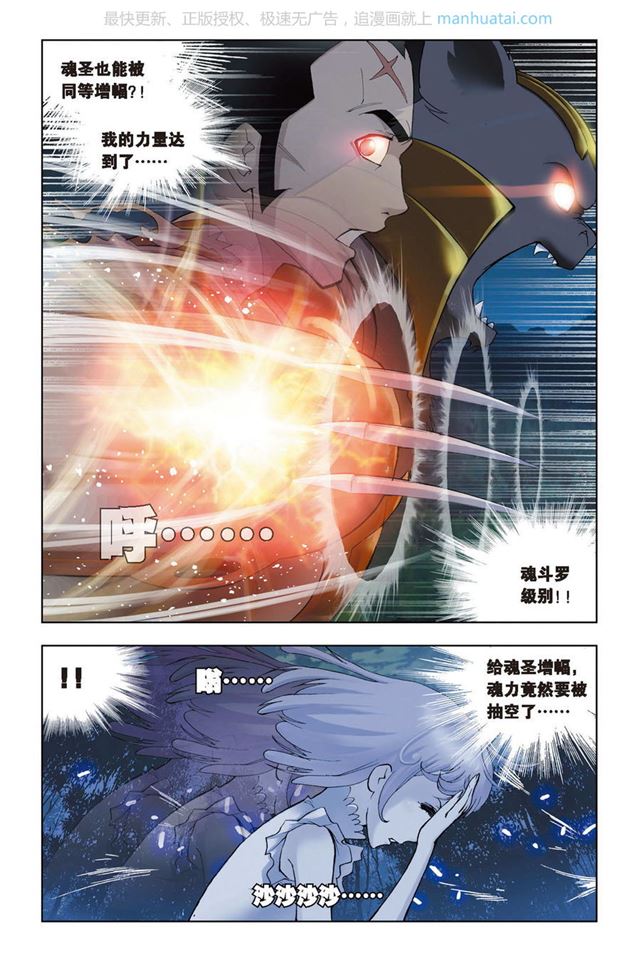 最快更新、正版授权、极速无广告，追漫画就上 manhuatai.com
魂圣也能被
同等增幅？！
我的力量达
到了……
呼……
魂斗罗
级别！！
！！
嗡……
给魂圣增幅，
魂力竟然要被
抽空了……
沙沙沙沙……